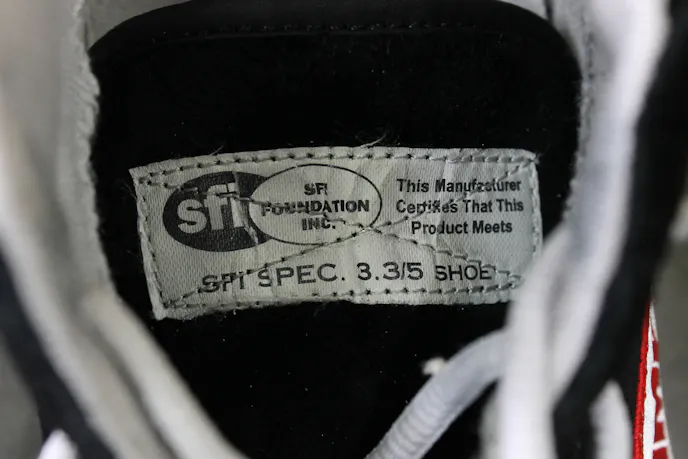 sfi
SFI
FOUNDATION
INC.
This Manufacturer
Certifies That This
Product Meets
SFI SPEC. 3.3/5 SHOE